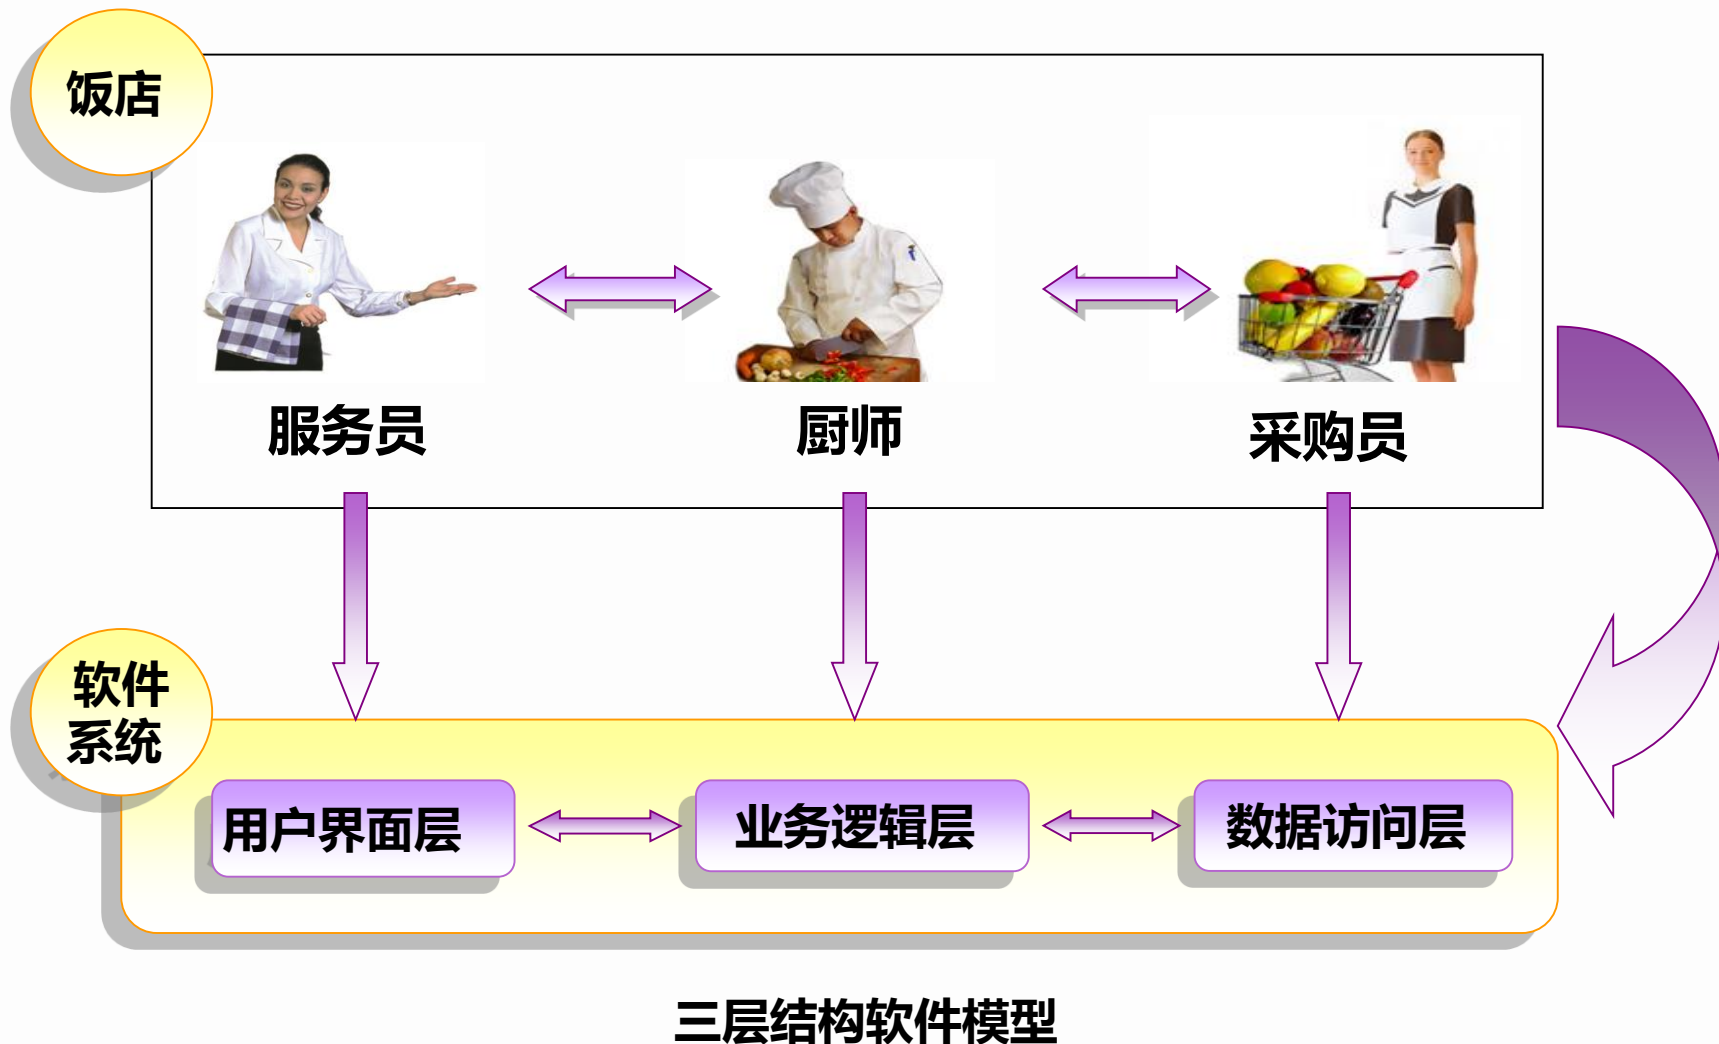 饭店
服务员
厨师
采购员
软件
系统
用户界面层
业务逻辑层
数据访问层
三层结构软件模型